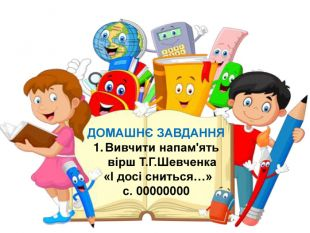 ДОМАШНЄ ЗАВДАННЯ
1. Вивчити напам'ять
вірш Т.Г.Шевченка
«І досі сниться…»
с. 00000000